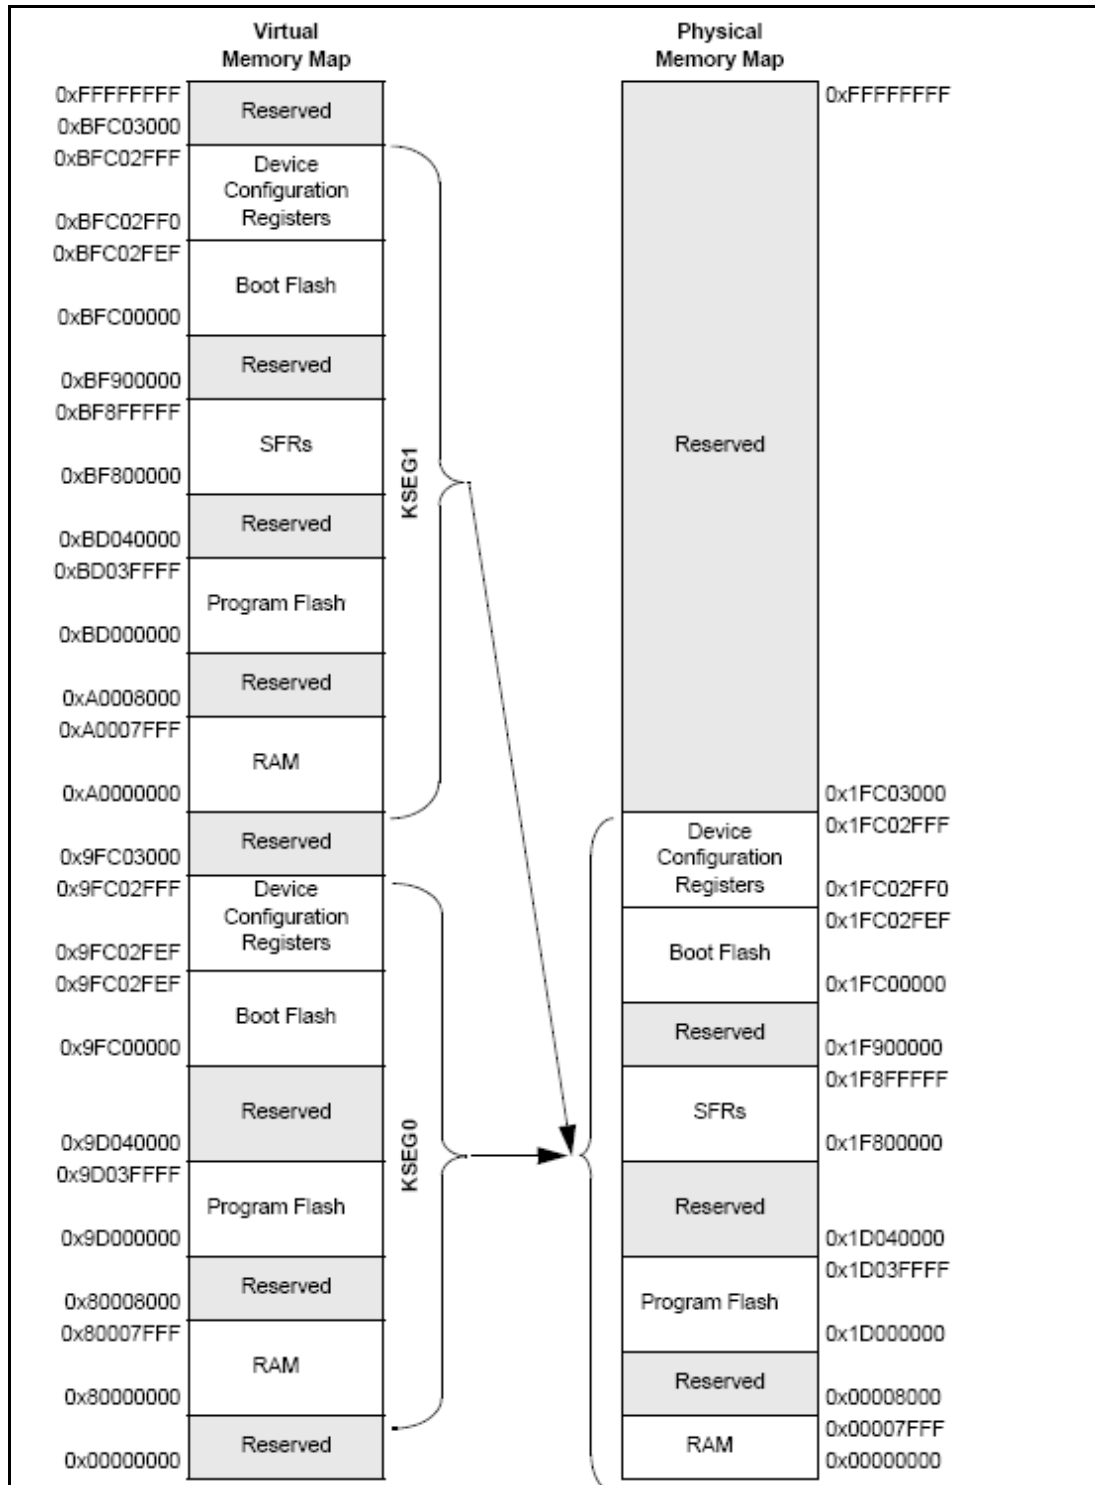 Virtual
Memory Map
0xFFFFFFFF
Reserved
0xBFC03000
0xBFC02FFF
Device
Configuration
Registers
0xBFC02FF0
0xBFC02FEF
Boot Flash
0xBFC00000
Reserved
0xBF900000
0xBF8FFFFF
SFRs
0xBF800000
Reserved
0xBD040000
0xBD03FFFF
Program Flash
0xBD000000
Reserved
0xA0008000
0xA0007FFF
RAM
0xA0000000
KSEG1
Reserved
0x9FC03000
0x9FC02FFF
Device
Configuration
Registers
0x9FC02FEF
0x9FC02FEF
Boot Flash
0x9FC00000
Reserved
0x9D040000
0x9D03FFFF
Program Flash
0x9D000000
Reserved
0x80008000
0x80007FFF
RAM
0x80000000
KSEG0
Reserved
0x00000000
Physical
Memory Map
0xFFFFFFFF
Reserved
0x1FC03000
0x1FC02FFF
Device
Configuration
Registers
0x1FC02FF0
0x1FC02FEF
Boot Flash
0x1FC00000
Reserved
0x1F900000
0x1F8FFFFF
SFRs
0x1F800000
Reserved
0x1D040000
0x1D03FFFF
Program Flash
0x1D000000
Reserved
0x00008000
0x00007FFF
RAM
0x00000000